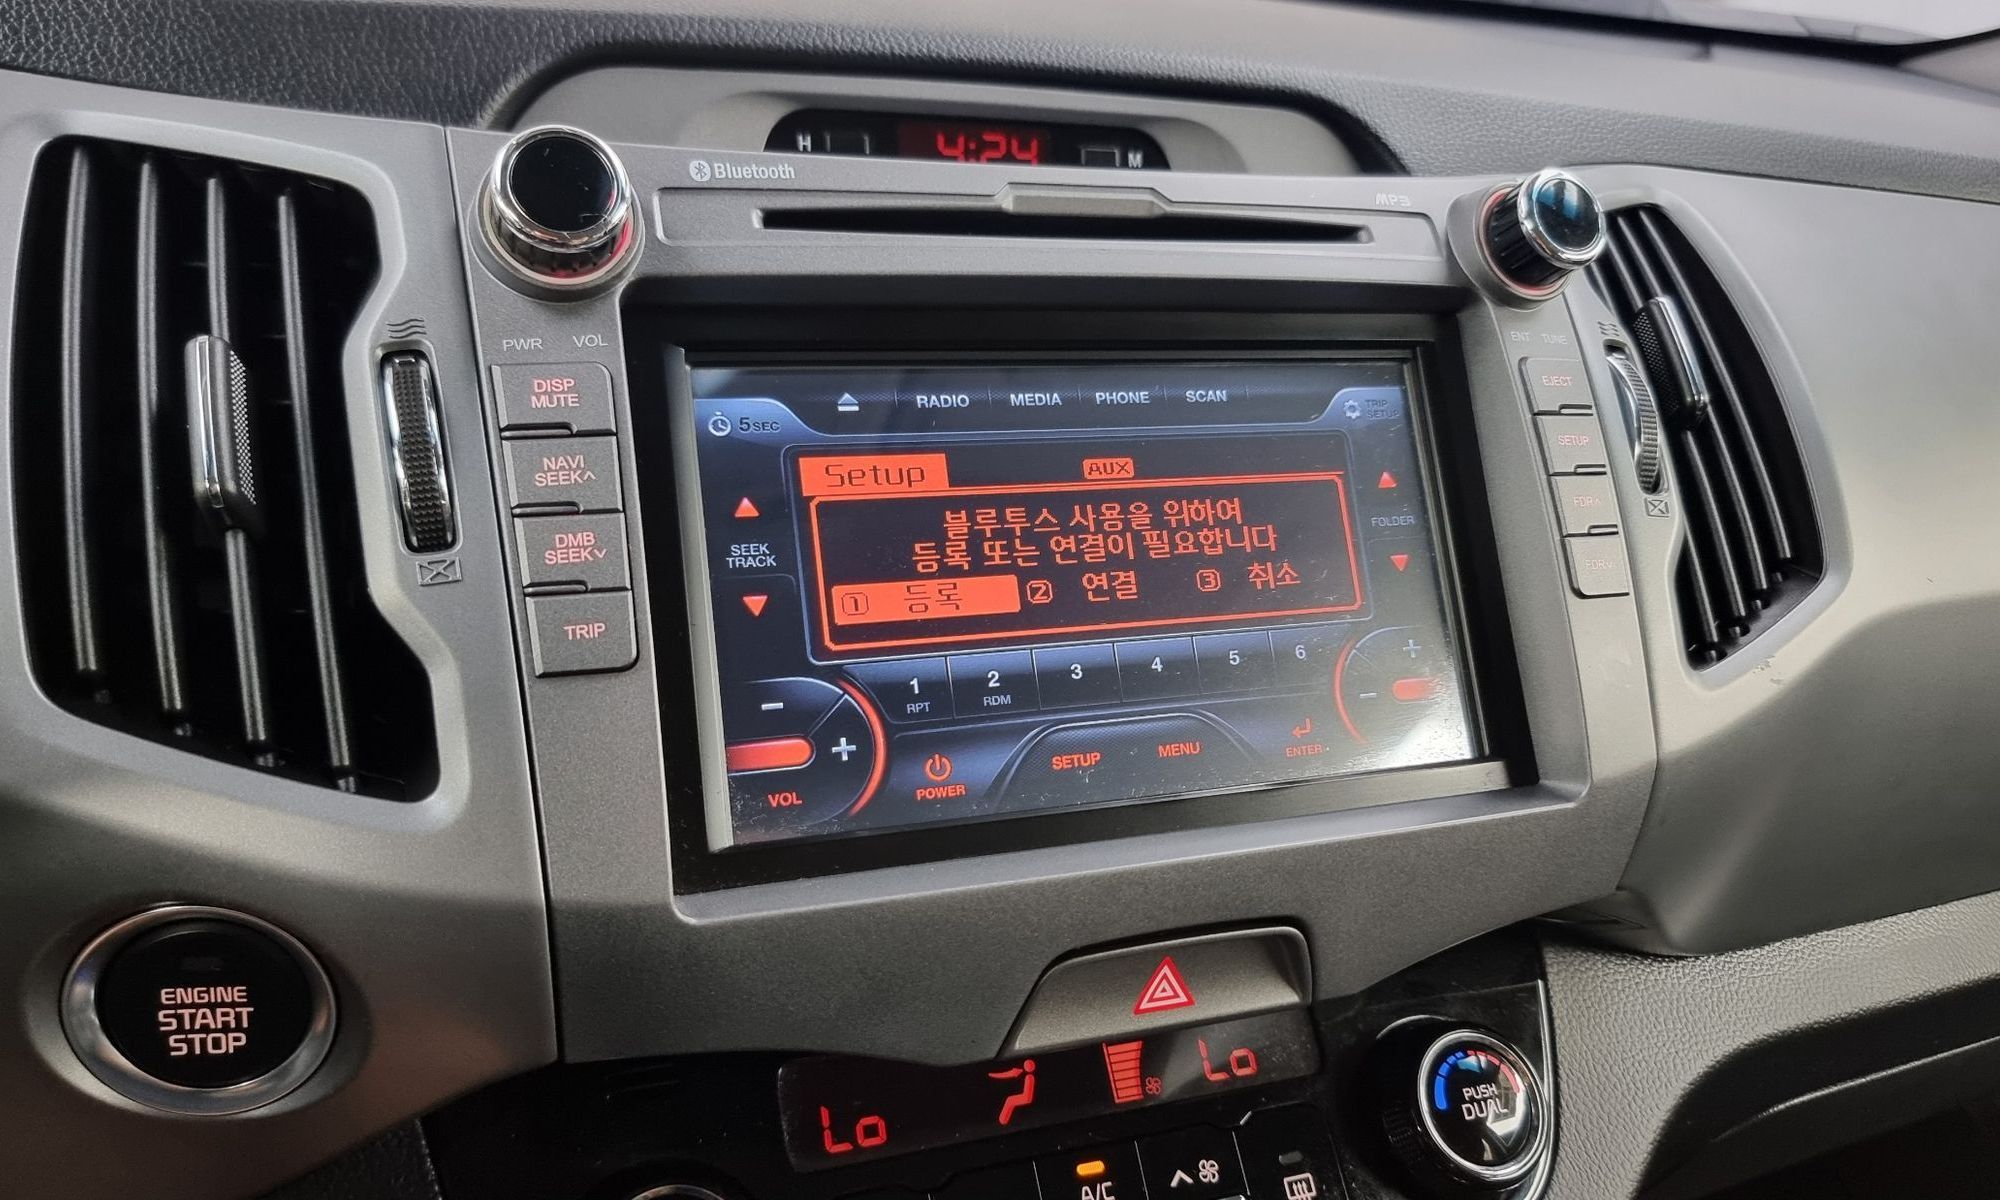 H 4:24 M
Bluetooth
MP3
PWR VOL
ENT TUNE
DISP
MUTE
NAVI
SEEK^
DMB
SEEK˅
TRIP
EJECT
SETUP
FDR^
FDR˅
RADIO MEDIA PHONE SCAN
5SEC
TRIP
SETUP
Setup AUX
블루투스 사용을 위하여
등록 또는 연결이 필요합니다
① 등록 ② 연결 ③ 취소
SEEK
TRACK
FOLDER
1 2 3 4 5 6
RPT RDM
- +
+ -
VOL
POWER SETUP MENU ENTER
ENGINE
START
STOP
Lo Lo
PUSH
DUAL
A/C